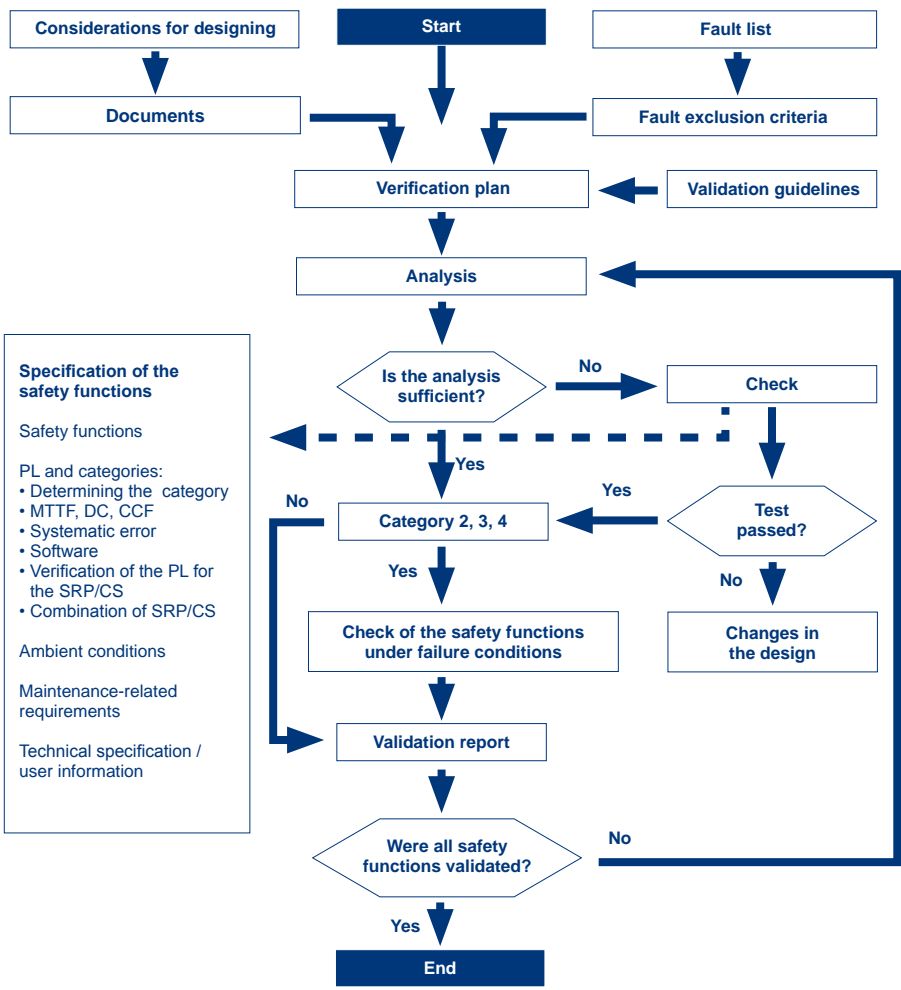 Considerations for designing
Start
Fault list
Documents
Fault exclusion criteria
Verification plan
Validation guidelines
Analysis
Is the analysis
sufficient?
No
Check
Specification of the
safety functions
Safety functions
PL and categories:
• Determining the category
• MTTF, DC, CCF
• Systematic error
• Software
• Verification of the PL for
the SRP/CS
• Combination of SRP/CS
Ambient conditions
Maintenance-related
requirements
Technical specification /
user information
Yes
No
Category 2, 3, 4
Yes
Test
passed?
Yes
No
Check of the safety functions
under failure conditions
Changes in
the design
Validation report
Were all safety
functions validated?
No
Yes
End